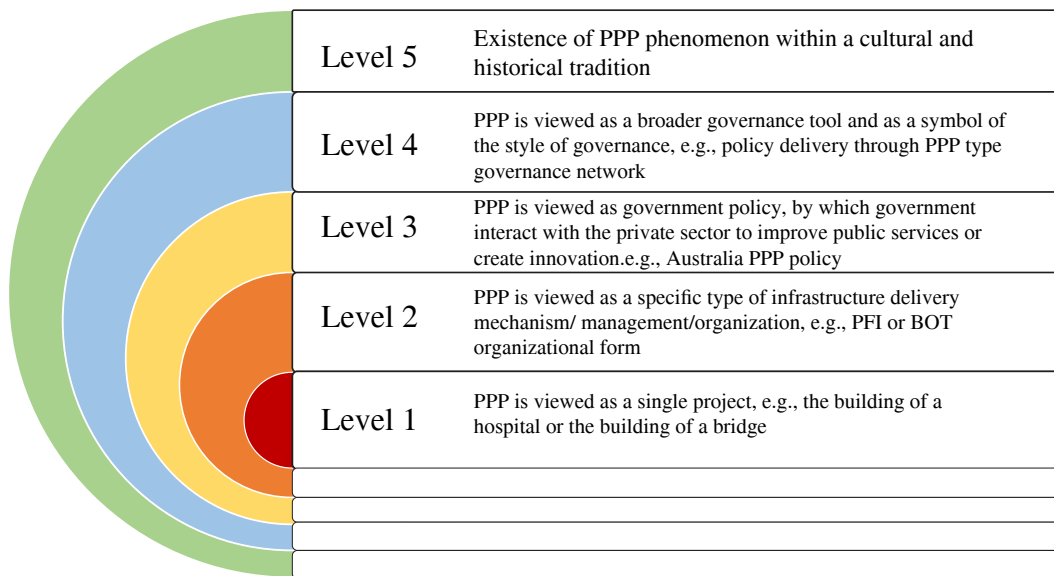 Level 5
Existence of PPP phenomenon within a cultural and
historical tradition
Level 4
PPP is viewed as a broader governance tool and as a symbol of
the style of governance, e.g., policy delivery through PPP type
governance network
Level 3
PPP is viewed as government policy, by which government
interact with the private sector to improve public services or
create innovation.e.g., Australia PPP policy
Level 2
PPP is viewed as a specific type of infrastructure delivery
mechanism/ management/organization, e.g., PFI or BOT
organizational form
Level 1
PPP is viewed as a single project, e.g., the building of a
hospital or the building of a bridge